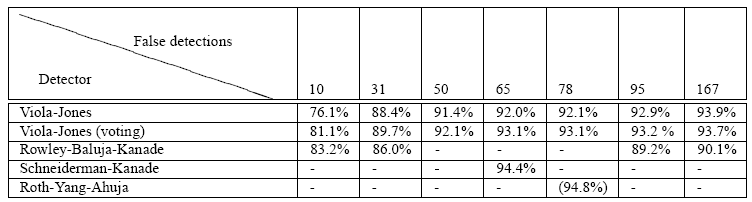 False detections
Detector
10 31 50 65 78 95 167
Viola-Jones 76.1% 88.4% 91.4% 92.0% 92.1% 92.9% 93.9%
Viola-Jones (voting) 81.1% 89.7% 92.1% 93.1% 93.1% 93.2 % 93.7%
Rowley-Baluja-Kanade 83.2% 86.0% - - - 89.2% 90.1%
Schneiderman-Kanade - - - 94.4% - - -
Roth-Yang-Ahuja - - - - (94.8%) - -